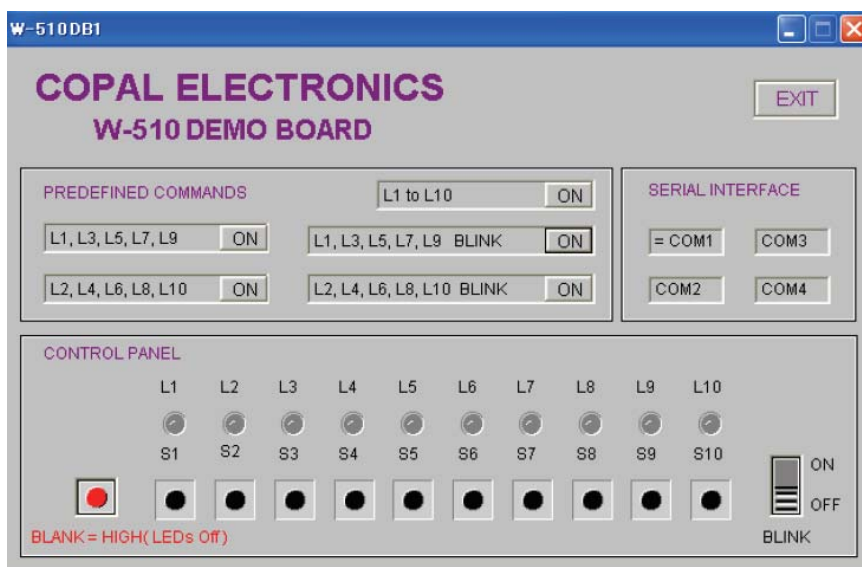 W-510DB1
COPAL ELECTRONICS
W-510 DEMO BOARD
EXIT
PREDEFINED COMMANDS
L1 to L10 ON
L1, L3, L5, L7, L9 ON
L1, L3, L5, L7, L9 BLINK ON
L2, L4, L6, L8, L10 ON
L2, L4, L6, L8, L10 BLINK ON
SERIAL INTERFACE
= COM1 COM3
COM2 COM4
CONTROL PANEL
L1 L2 L3 L4 L5 L6 L7 L8 L9 L10
S1 S2 S3 S4 S5 S6 S7 S8 S9 S10
ON
OFF
BLANK = HIGH( LEDs Off)
BLINK